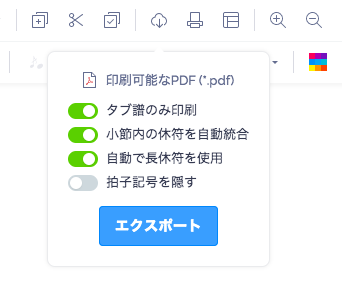 印刷可能なPDF (*.pdf)
タブ譜のみ印刷
小節内の休符を自動統合
自動で長休符を使用
拍子記号を隠す
エクスポート